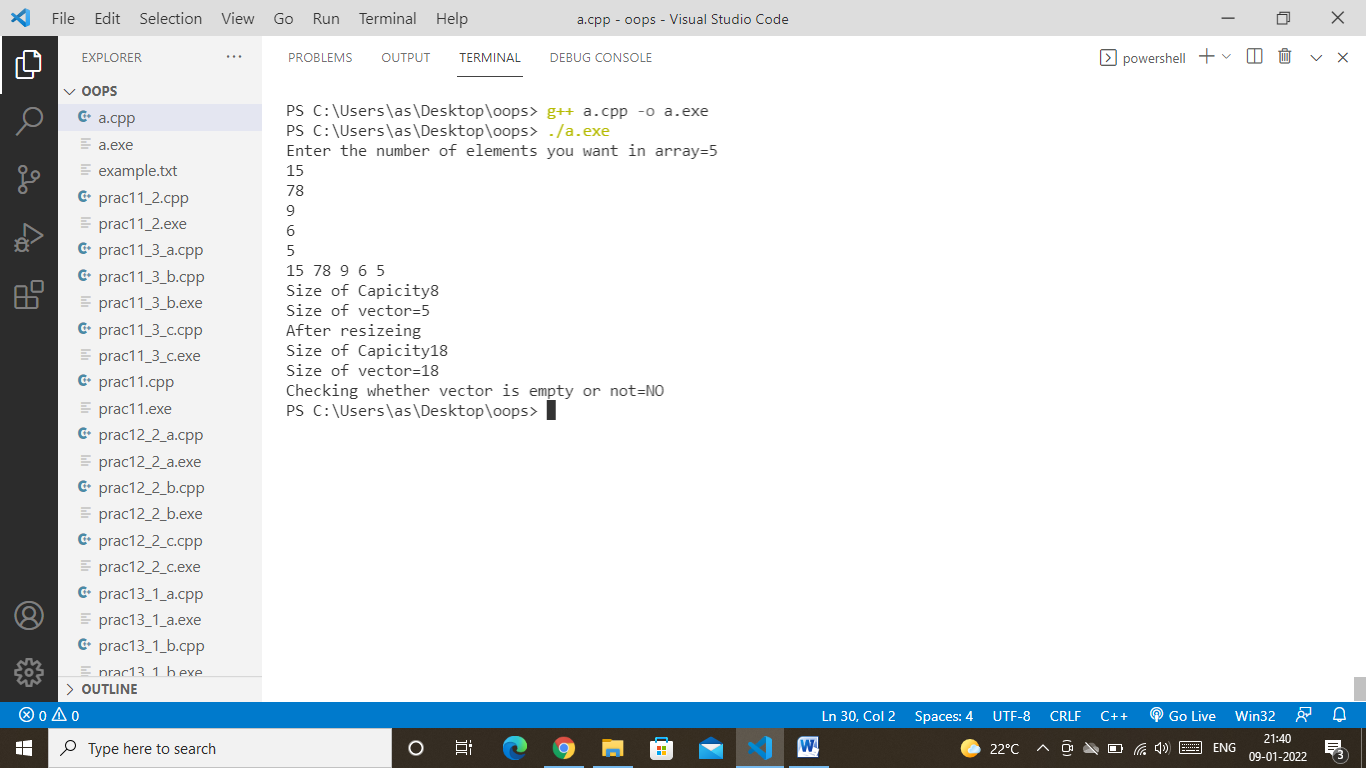 File Edit Selection View Go Run Terminal Help a.cpp - oops - Visual Studio Code
EXPLORER ...
OOPS
a.cpp
a.exe
example.txt
prac11_2.cpp
prac11_2.exe
prac11_3_a.cpp
prac11_3_b.cpp
prac11_3_b.exe
prac11_3_c.cpp
prac11_3_c.exe
prac11.cpp
prac11.exe
prac12_2_a.cpp
prac12_2_a.exe
prac12_2_b.cpp
prac12_2_b.exe
prac12_2_c.cpp
prac12_2_c.exe
prac13_1_a.cpp
prac13_1_a.exe
prac13_1_b.cpp
prac13_1_b.exe
OUTLINE
PROBLEMS OUTPUT TERMINAL DEBUG CONSOLE powershell
PS C:\Users\as\Desktop\oops> g++ a.cpp -o a.exe
PS C:\Users\as\Desktop\oops> ./a.exe
Enter the number of elements you want in array=5
15
78
9
6
5
15 78 9 6 5
Size of Capicity8
Size of vector=5
After resizeing
Size of Capicity18
Size of vector=18
Checking whether vector is empty or not=NO
PS C:\Users\as\Desktop\oops>
0 0 Ln 30, Col 2 Spaces: 4 UTF-8 CRLF C++ Go Live Win32
Type here to search 22°C ENG 21:40
09-01-2022 3